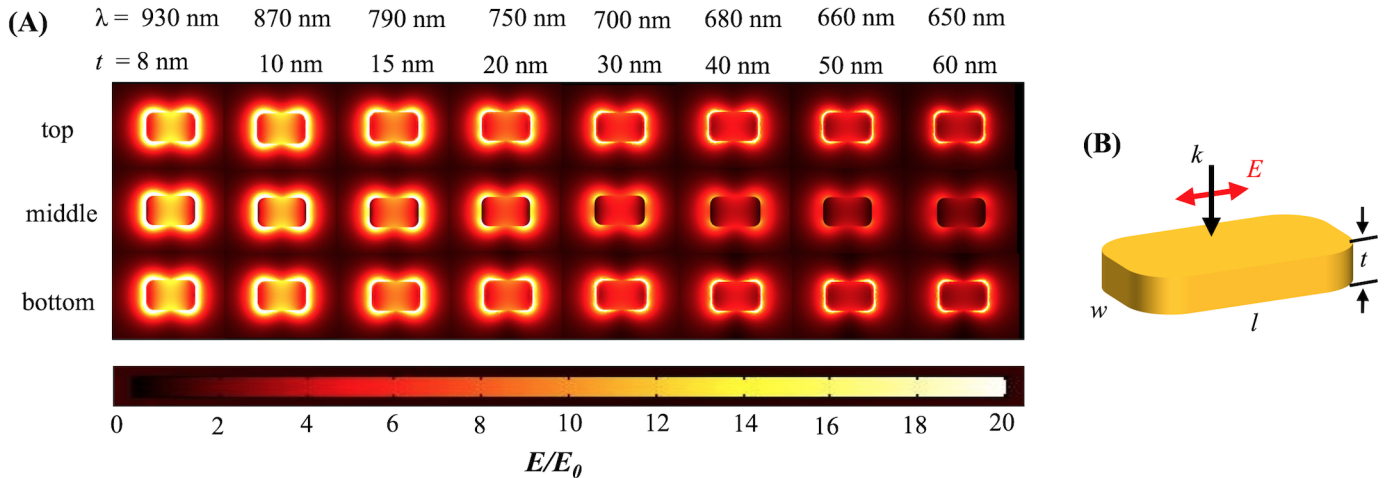 (A)
λ = 930 nm 870 nm 790 nm 750 nm 700 nm 680 nm 660 nm 650 nm
t = 8 nm 10 nm 15 nm 20 nm 30 nm 40 nm 50 nm 60 nm
top
middle
bottom
0 2 4 6 8 10 12 14 16 18 20
E/E₀
(B)
k
E
t
w
l